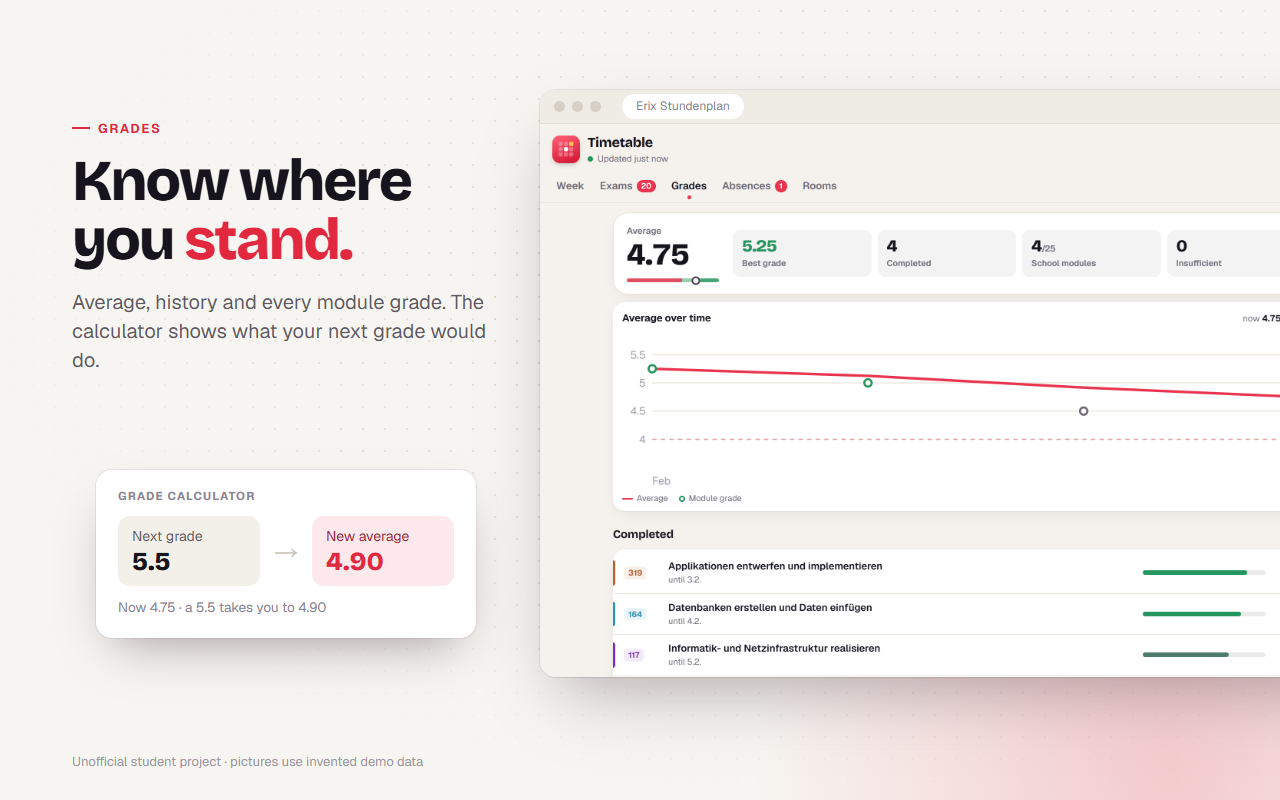 — GRADES
Know where
you stand.
Average, history and every module grade. The
calculator shows what your next grade would
do.
GRADE CALCULATOR
Next grade
5.5
→
New average
4.90
Now 4.75 · a 5.5 takes you to 4.90
Unofficial student project · pictures use invented demo data
Erix Stundenplan
Timetable
Updated just now
Week Exams 20 Grades Absences 1 Rooms
Average
4.75
5.25
Best grade
4
Completed
4/25
School modules
0
Insufficient
Average over time
now 4.75
5.5
5
4.5
4
Feb
Average Module grade
Completed
319
Applikationen entwerfen und implementieren
until 3.2.
164
Datenbanken erstellen und Daten einfügen
until 4.2.
117
Informatik- und Netzinfrastruktur realisieren
until 5.2.